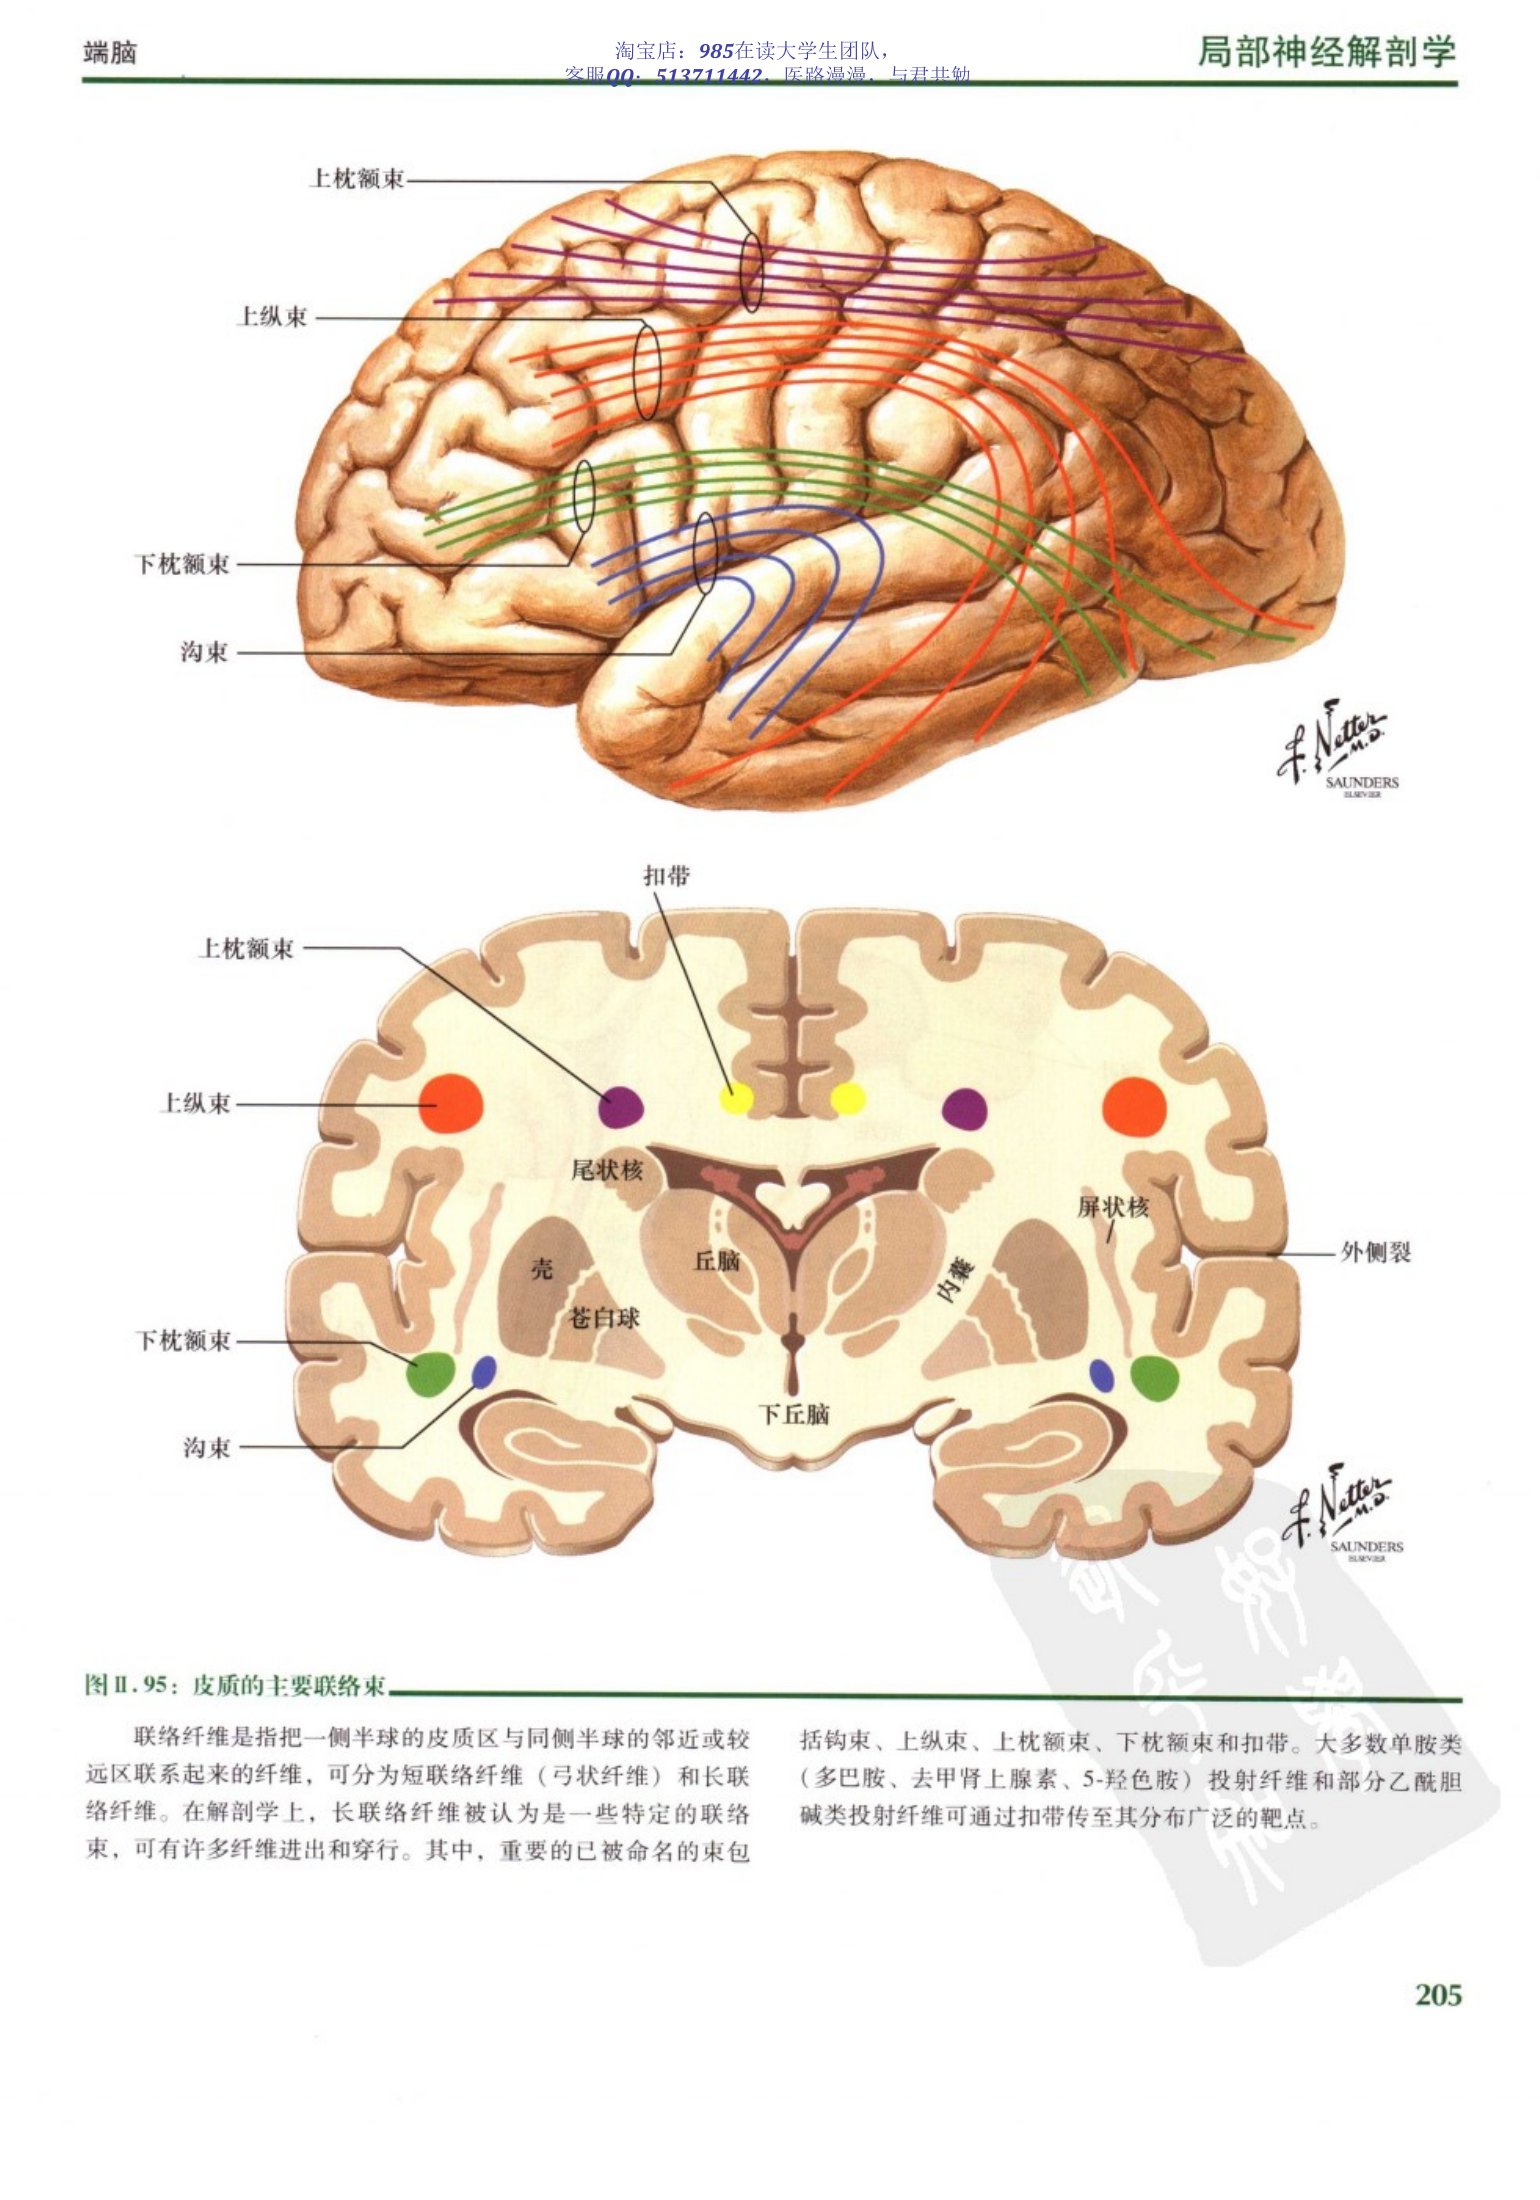 端脑
淘宝店：985在读大学生团队，
客服QQ：513711442，医路漫漫，与君共勉
局部神经解剖学
上枕额束
上纵束
下枕额束
沟束
F. Netter M.D.
SAUNDERS
ELSEVIER
扣带
上枕额束
上纵束
尾状核
屏状核
外侧裂
壳
丘脑
内囊
苍白球
下枕额束
下丘脑
沟束
F. Netter M.D.
SAUNDERS
ELSEVIER
图Ⅱ.95：皮质的主要联络束
联络纤维是指把一侧半球的皮质区与同侧半球的邻近或较
远区联系起来的纤维，可分为短联络纤维（弓状纤维）和长联
络纤维。在解剖学上，长联络纤维被认为是一些特定的联络
束，可有许多纤维进出和穿行。其中，重要的已被命名的束包
括钩束、上纵束、上枕额束、下枕额束和扣带。大多数单胺类
（多巴胺、去甲肾上腺素、5-羟色胺）投射纤维和部分乙酰胆
碱类投射纤维可通过扣带传至其分布广泛的靶点。
205